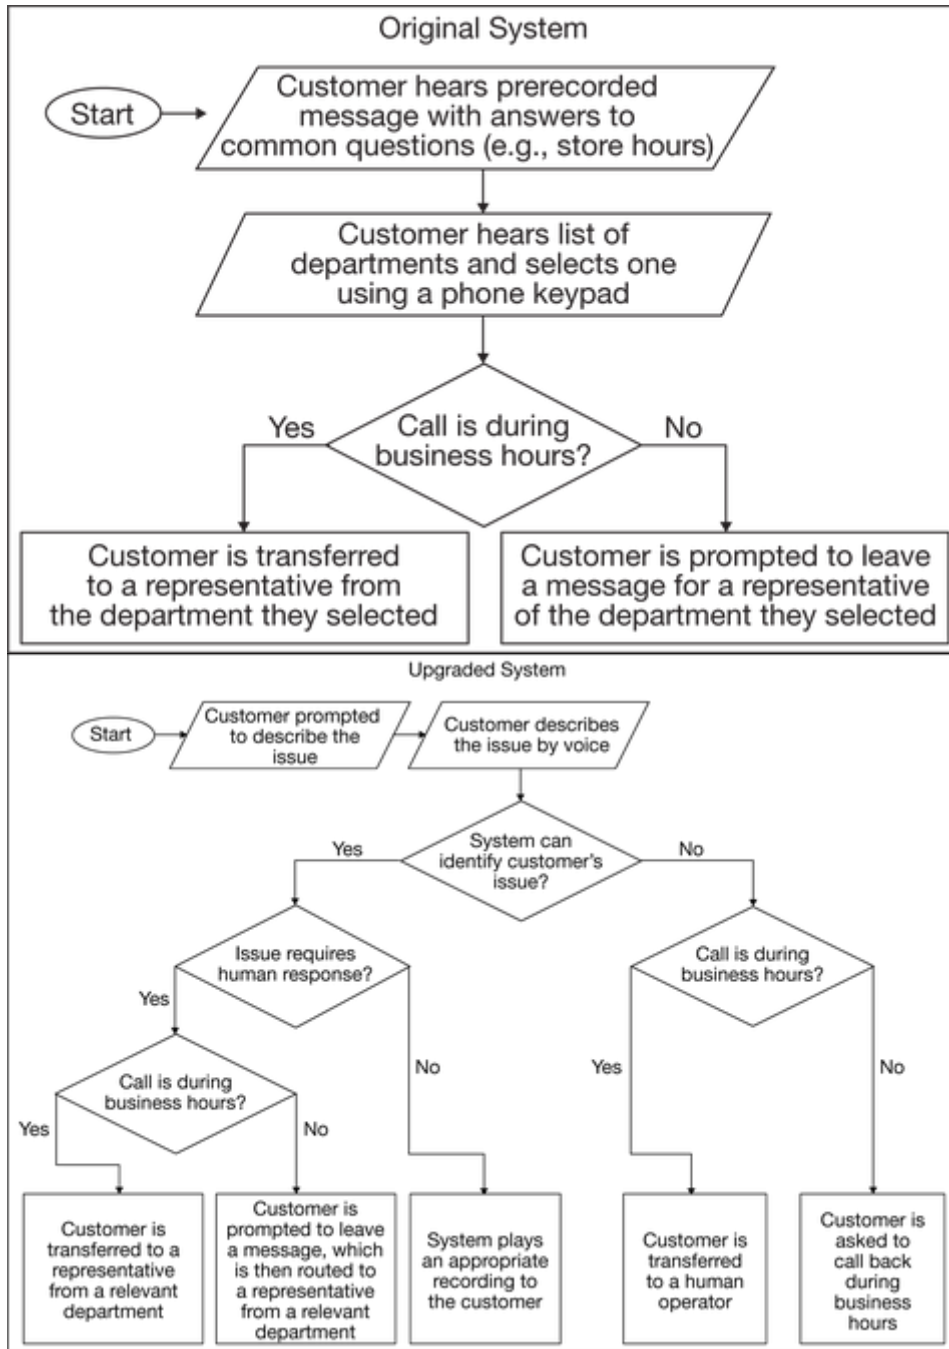 Original System
Start
Customer hears prerecorded
message with answers to
common questions (e.g., store hours)
Customer hears list of
departments and selects one
using a phone keypad
Yes
Call is during
business hours?
No
Customer is transferred
to a representative from
the department they selected
Customer is prompted to leave
a message for a representative
of the department they selected
Upgraded System
Start
Customer prompted
to describe the
issue
Customer describes
the issue by voice
Yes
System can
identify customer's
issue?
No
Issue requires
human response?
Call is during
business hours?
Yes
No
Yes
No
Call is during
business hours?
Yes
No
Customer is
transferred to a
representative
from a relevant
department
Customer is
prompted to leave
a message, which
is then routed to
a representative
from a relevant
department
System plays
an appropriate
recording to
the customer
Customer is
transferred
to a human
operator
Customer is
asked to
call back
during
business
hours